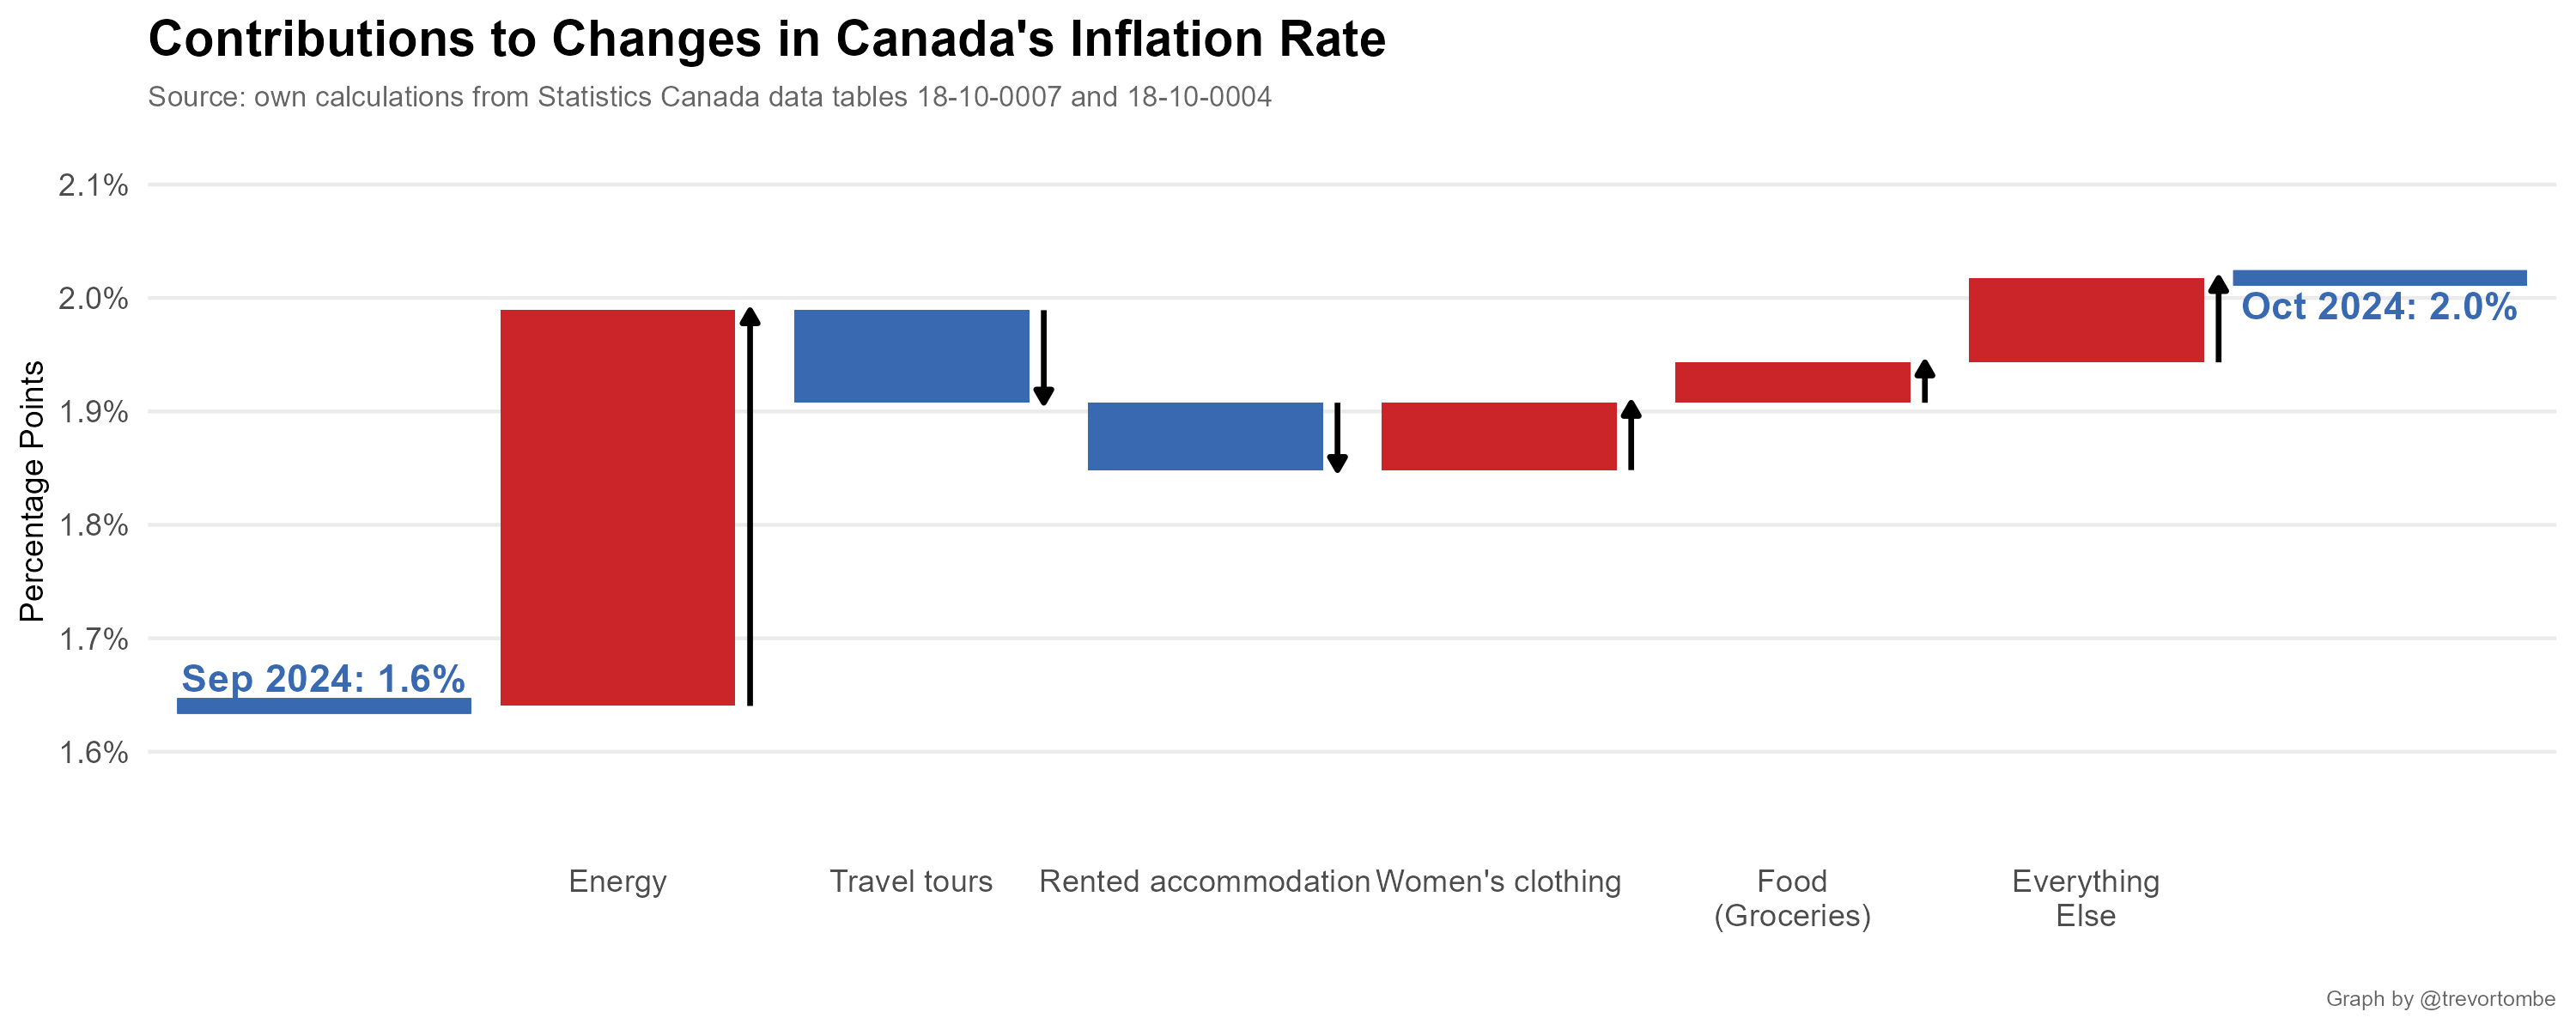 Contributions to Changes in Canada's Inflation Rate
Source: own calculations from Statistics Canada data tables 18-10-0007 and 18-10-0004
Percentage Points
2.1%
2.0%
1.9%
1.8%
1.7%
1.6%
Sep 2024: 1.6%
Oct 2024: 2.0%
Energy
Travel tours
Rented accommodation
Women's clothing
Food
(Groceries)
Everything
Else
Graph by @trevortombe